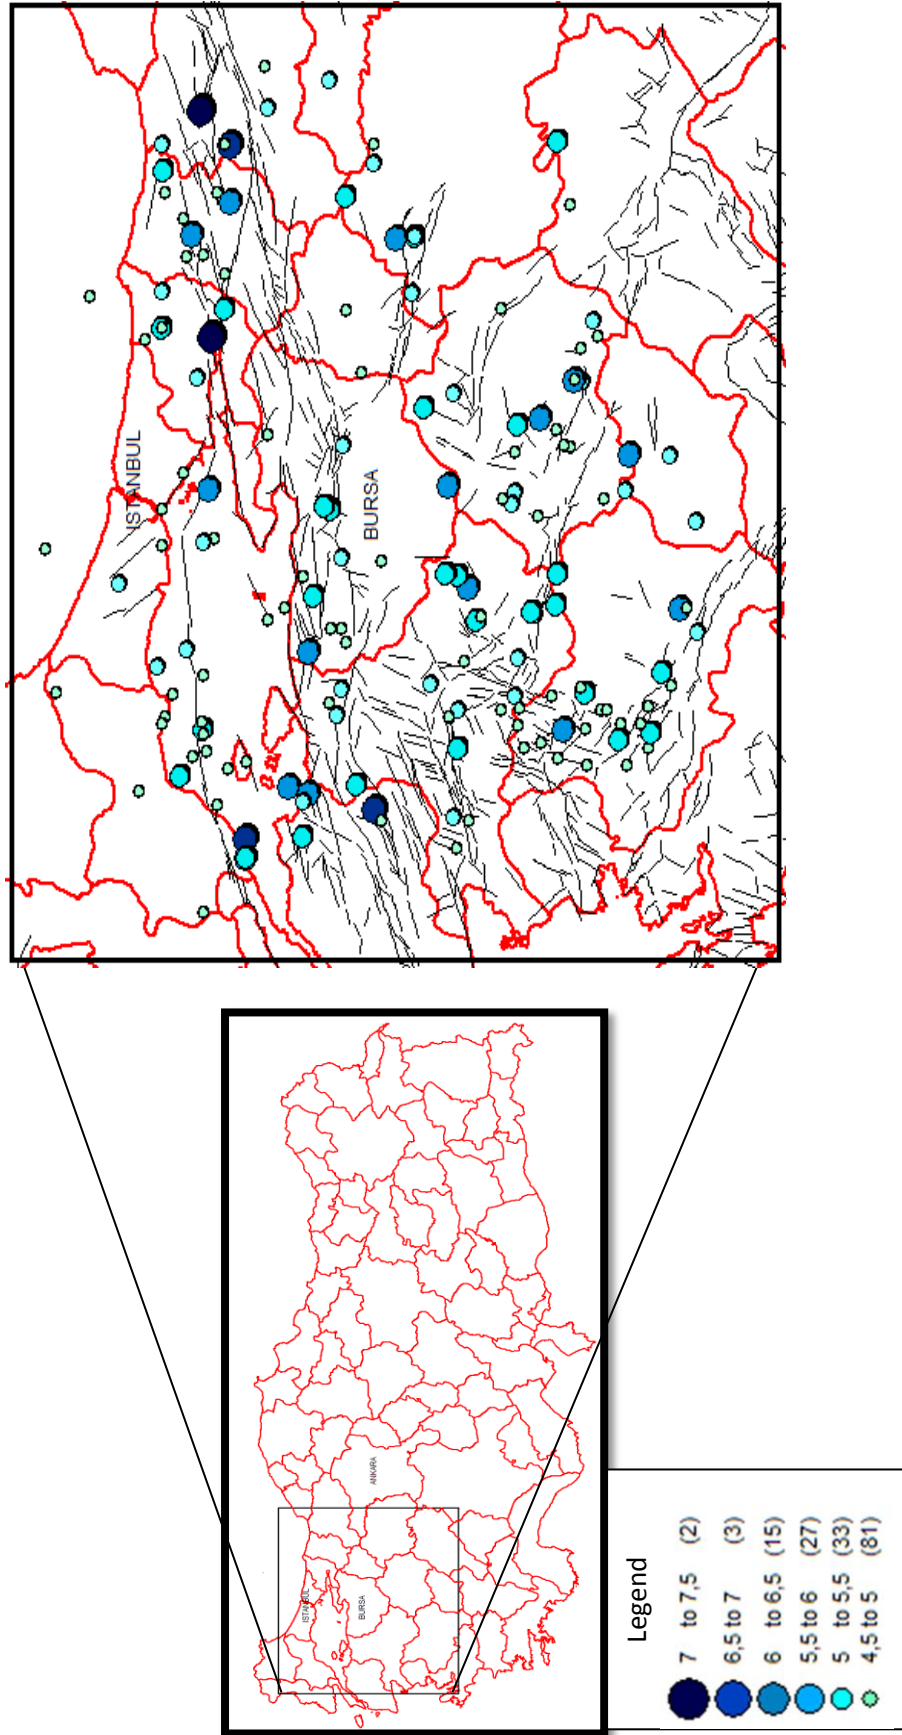 ISTANBUL
BURSA
ISTANBUL
BURSA
ANKARA
Legend
7 to 7,5 (2)
6,5 to 7 (3)
6 to 6,5 (15)
5,5 to 6 (27)
5 to 5,5 (33)
4,5 to 5 (81)